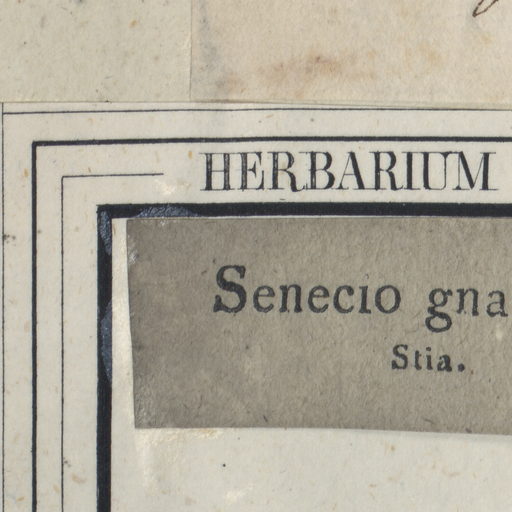 HERBARIUM
Senecio gna
Stia.